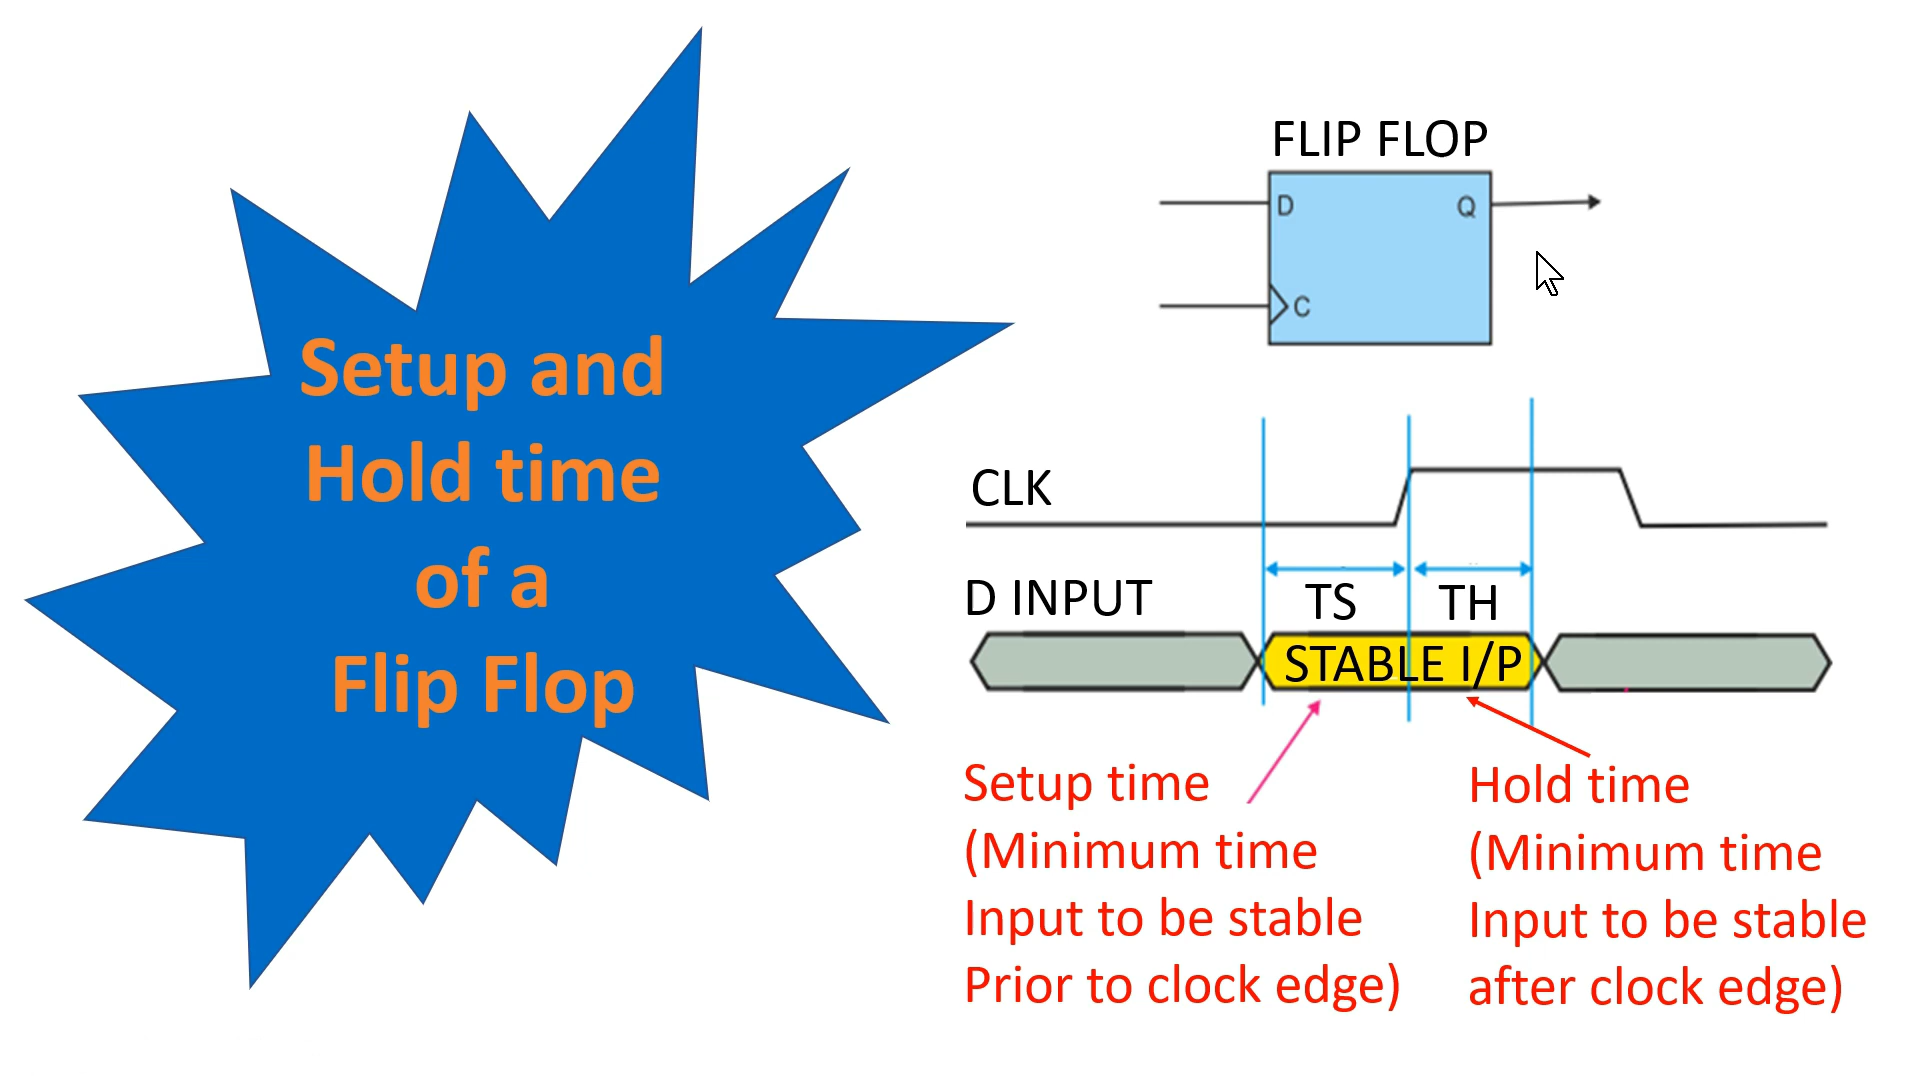 Setup and
Hold time
of a
Flip Flop
FLIP FLOP
D
Q
C
CLK
D INPUT
TS
TH
STABLE I/P
Setup time
(Minimum time
Input to be stable
Prior to clock edge)
Hold time
(Minimum time
Input to be stable
after clock edge)